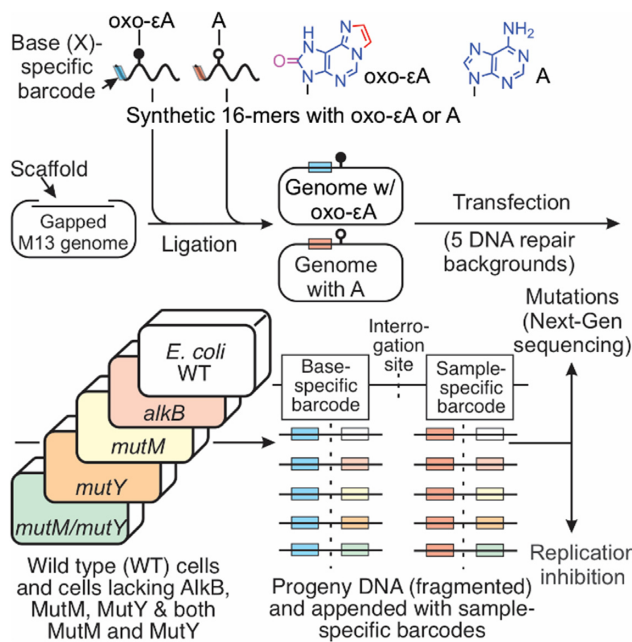 oxo-εA A
Base (X)-
specific
barcode
O
H
N
N
N
N
N
oxo-εA
NH₂
N
N
N
N
A
Synthetic 16-mers with oxo-εA or A
Scaffold
Gapped
M13 genome
Ligation
Genome w/
oxo-εA
Genome
with A
Transfection
(5 DNA repair
backgrounds)
Mutations
(Next-Gen
sequencing)
E. coli
WT
alkB
mutM
mutY
mutM/mutY
Interro-
gation
site
Base-
specific
barcode
Sample-
specific
barcode
Replication
inhibition
Wild type (WT) cells
and cells lacking AlkB,
MutM, MutY & both
MutM and MutY
Progeny DNA (fragmented)
and appended with sample-
specific barcodes